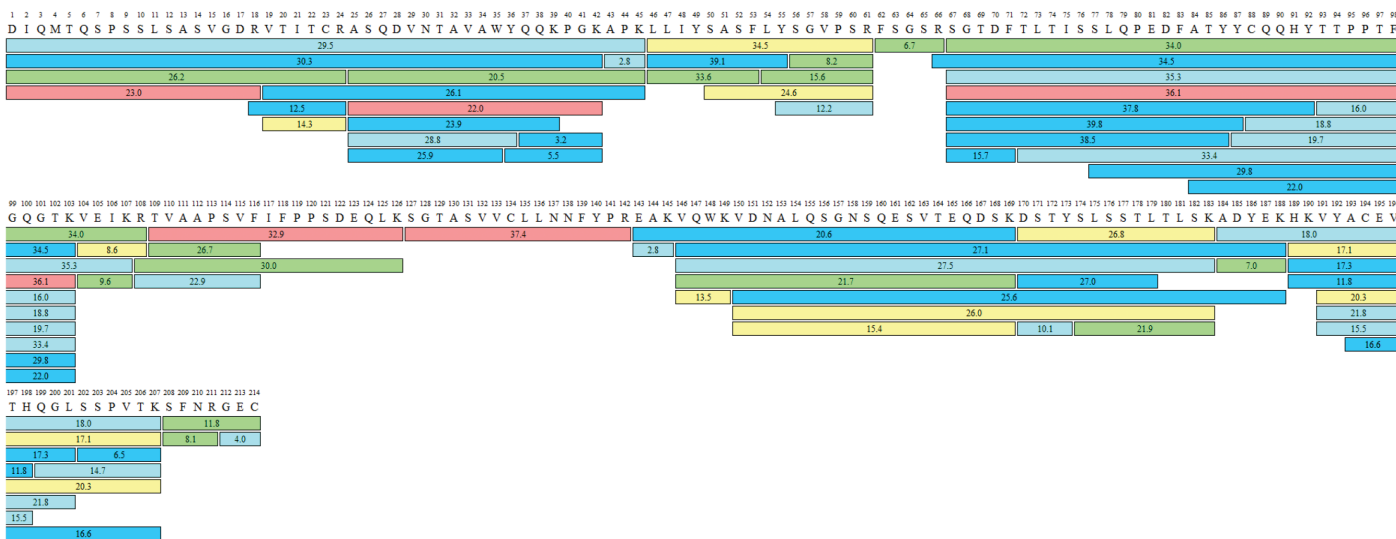 1 2 3 4 5 6 7 8 9 10 11 12 13 14 15 16 17 18 19 20 21 22 23 24 25 26 27 28 29 30 31 32 33 34 35 36 37 38 39 40 41 42 43 44 45 46 47 48 49 50 51 52 53 54 55 56 57 58 59 60 61 62 63 64 65 66 67 68 69 70 71 72 73 74 75 76 77 78 79 80 81 82 83 84 85 86 87 88 89 90 91 92 93 94 95 96 97
D I Q M T Q S P S S L S A S V G D R V T I T C R A S Q D V N T A V A W Y Q Q K P G K A P K L L I Y S A S F L Y S G V P S R F S G S R S G T D F T L T I S S L Q P E D F A T Y Y C Q Q H Y T T P P T F
29.5 34.5 6.7 34.0
30.3 2.8 39.1 8.2 34.5
26.2 20.5 33.6 15.6 35.3
23.0 26.1 24.6 36.1
12.5 22.0 12.2 37.8 16.0
14.3 23.9 39.8 18.8
28.8 3.2 38.5 19.7
25.9 5.5 15.7 33.4
29.8
22.0
99 100 101 102 103 104 105 106 107 108 109 110 111 112 113 114 115 116 117 118 119 120 121 122 123 124 125 126 127 128 129 130 131 132 133 134 135 136 137 138 139 140 141 142 143 144 145 146 147 148 149 150 151 152 153 154 155 156 157 158 159 160 161 162 163 164 165 166 167 168 169 170 171 172 173 174 175 176 177 178 179 180 181 182 183 184 185 186 187 188 189 190 191 192 193 194 195
G Q G T K V E I K R T V A A P S V F I F P P S D E Q L K S G T A S V V C L L N N F Y P R E A K V Q W K V D N A L Q S G N S Q E S V T E Q D S K D S T Y S L S S T L T L S K A D Y E K H K V Y A C E V
34.0 32.9 37.4 20.6 26.8 18.0
34.5 8.6 26.7 2.8 27.1 17.1
35.3 30.0 27.5 7.0 17.3
36.1 9.6 22.9 21.7 27.0 11.8
16.0 13.5 25.6 20.3
18.8 26.0 21.8
19.7 15.4 10.1 21.9 15.5
33.4 16.6
29.8
22.0
197 198 199 200 201 202 203 204 205 206 207 208 209 210 211 212 213 214
T H Q G L S S P V T K S F N R G E C
18.0 11.8
17.1 8.1 4.0
17.3 6.5
11.8 14.7
20.3
21.8
15.5
16.6